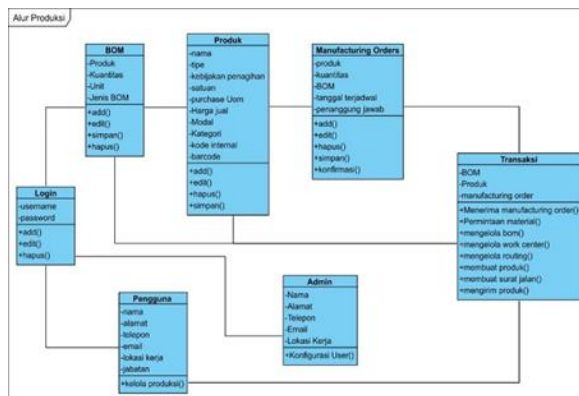 Alur Produksi
BOM
-Produk
-Kuantitas
-Unit
-Jenis BOM
+add()
+edit()
+simpan()
+hapus()
Produk
-nama
-tipe
-kebijakan penagihan
-satuan
-purchase Uom
-Harga jual
-Modal
-Kategori
-kode internal
-barcode
+add()
+edit()
+hapus()
+simpan()
Manufacturing Orders
-produk
-kuantitas
-BOM
-tanggal terjadwal
-penanggung jawab
+add()
+edit()
+hapus()
+simpan()
+konfirmasi()
Transaksi
-BOM
-Produk
-manufacturing order
+Menerima manufacturing order()
+Permintaan material()
+mengelola bom()
+mengelola work center()
+mengelola routing()
+membuat produk()
+membuat surat jalan()
+mengirim produk()
Login
-username
-password
+add()
+edit()
+hapus()
Pengguna
-nama
-alamat
-telepon
-email
-lokasi kerja
-jabatan
+kelola produksi()
Admin
-Nama
-Alamat
-Telepon
-Email
-Lokasi Kerja
+Konfigurasi User()